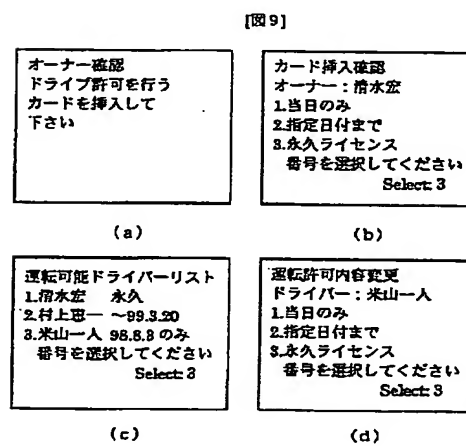 [図9]
オーナー確認
ドライブ許可を行う
カードを挿入して
下さい
(a)
カード挿入確認
オーナー：清水宏
1.当日のみ
2.指定日付まで
3.永久ライセンス
番号を選択してください
Select: 3
(b)
運転可能ドライバーリスト
1.清水宏 永久
2.村上恵一 ～99.3.20
3.米山一人 98.8.8 のみ
番号を選択してください
Select: 3
(c)
運転許可内容変更
ドライバー：米山一人
1.当日のみ
2.指定日付まで
3.永久ライセンス
番号を選択してください
Select: 3
(d)